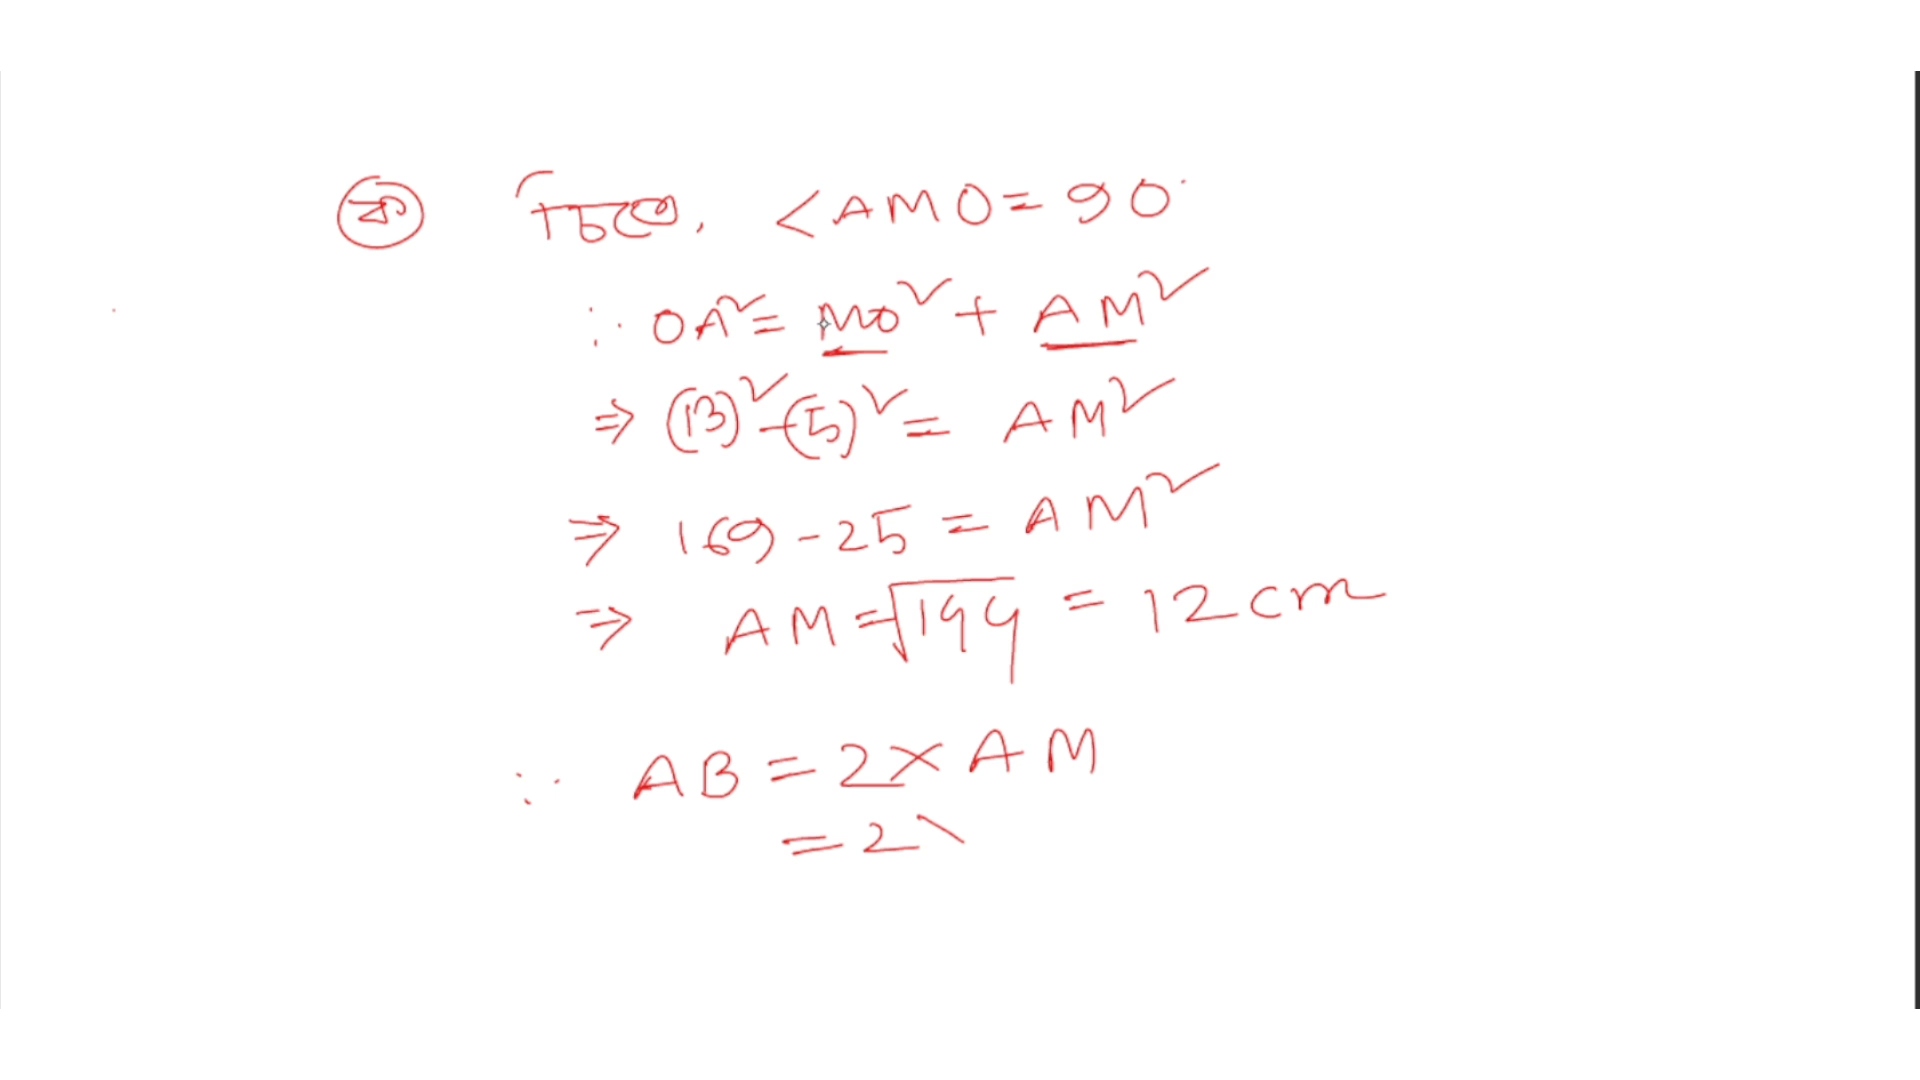 ক চিত্রে, <AMO = 90°
∴ OA² = MO² + AM²
⇒ (13)² - (5)² = AM²
⇒ 169 - 25 = AM²
⇒ AM = √144 = 12 cm
∴ AB = 2 × AM
= 2